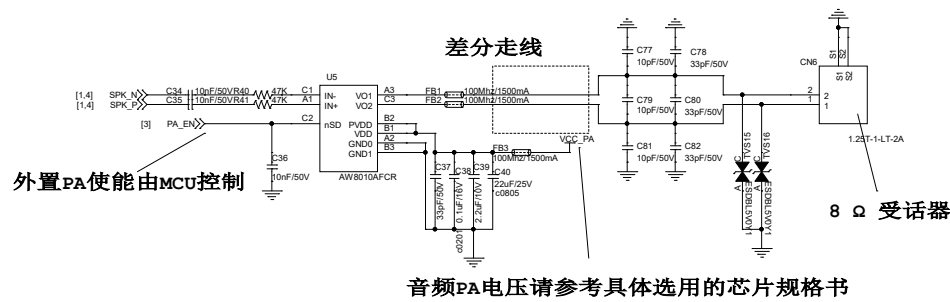 差分走线
C77
10pF/50V
C78
33pF/50V
CN6
S1
S2
S1
S2
U5
[1,4] SPK_N C34 10nF/50V R40 47K C1 IN- VO1 A3 FB1 100Mhz/1500mA
[1,4] SPK_P C35 10nF/50V R41 47K A1 IN+ VO2 C3 FB2 100Mhz/1500mA
C79
10pF/50V
C80
33pF/50V
2 2
1 1
[3] PA_EN C2 nSD
PVDD B2
VDD B1
GND0 A2
GND1 B3
AW8010AFCR
VCC_PA
FB3 100Mhz/1500mA
C81
10pF/50V
C82
33pF/50V
1.25T-1-LT-2A
TVS15
TVS16
C
C
A
A
ESDBL5V0Y1
ESDBL5V0Y1
C36
10nF/50V
C37
33pF/50V
C38
0.1uF/16V
c0201
C39
2.2uF/10V
C40
22uF/25V
c0805
外置PA使能由MCU控制
8 Ω 受话器
音频PA电压请参考具体选用的芯片规格书